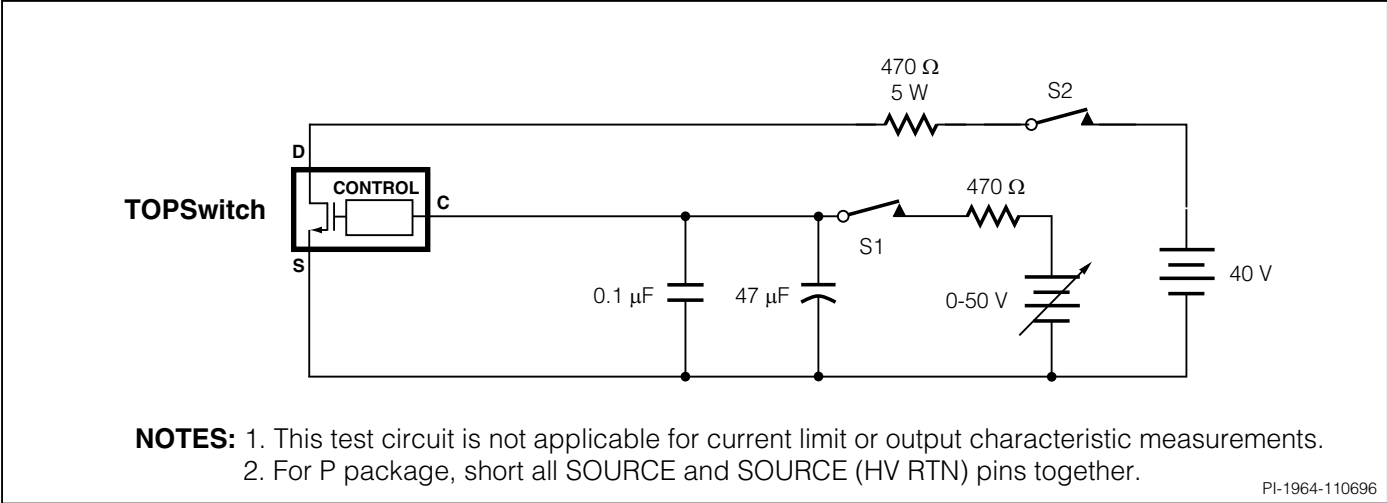 470 Ω
5 W
S2
D
CONTROL
TOPSwitch
C
470 Ω
S1
S
0.1 µF
47 µF
0-50 V
40 V
NOTES: 1. This test circuit is not applicable for current limit or output characteristic measurements.
2. For P package, short all SOURCE and SOURCE (HV RTN) pins together.
PI-1964-110696